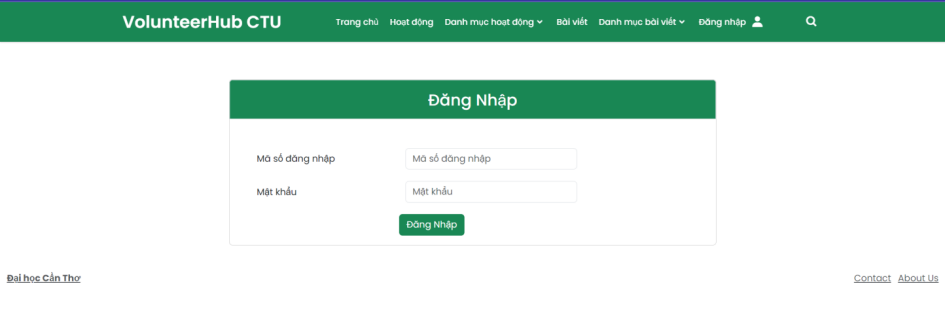 VolunteerHub CTU Trang chủ Hoạt động Danh mục hoạt động Bài viết Danh mục bài viết Đăng nhập
Đăng Nhập
Mã số đăng nhập Mã số đăng nhập
Mật khẩu Mật khẩu
Đăng Nhập
Đại học Cần Thơ Contact About Us